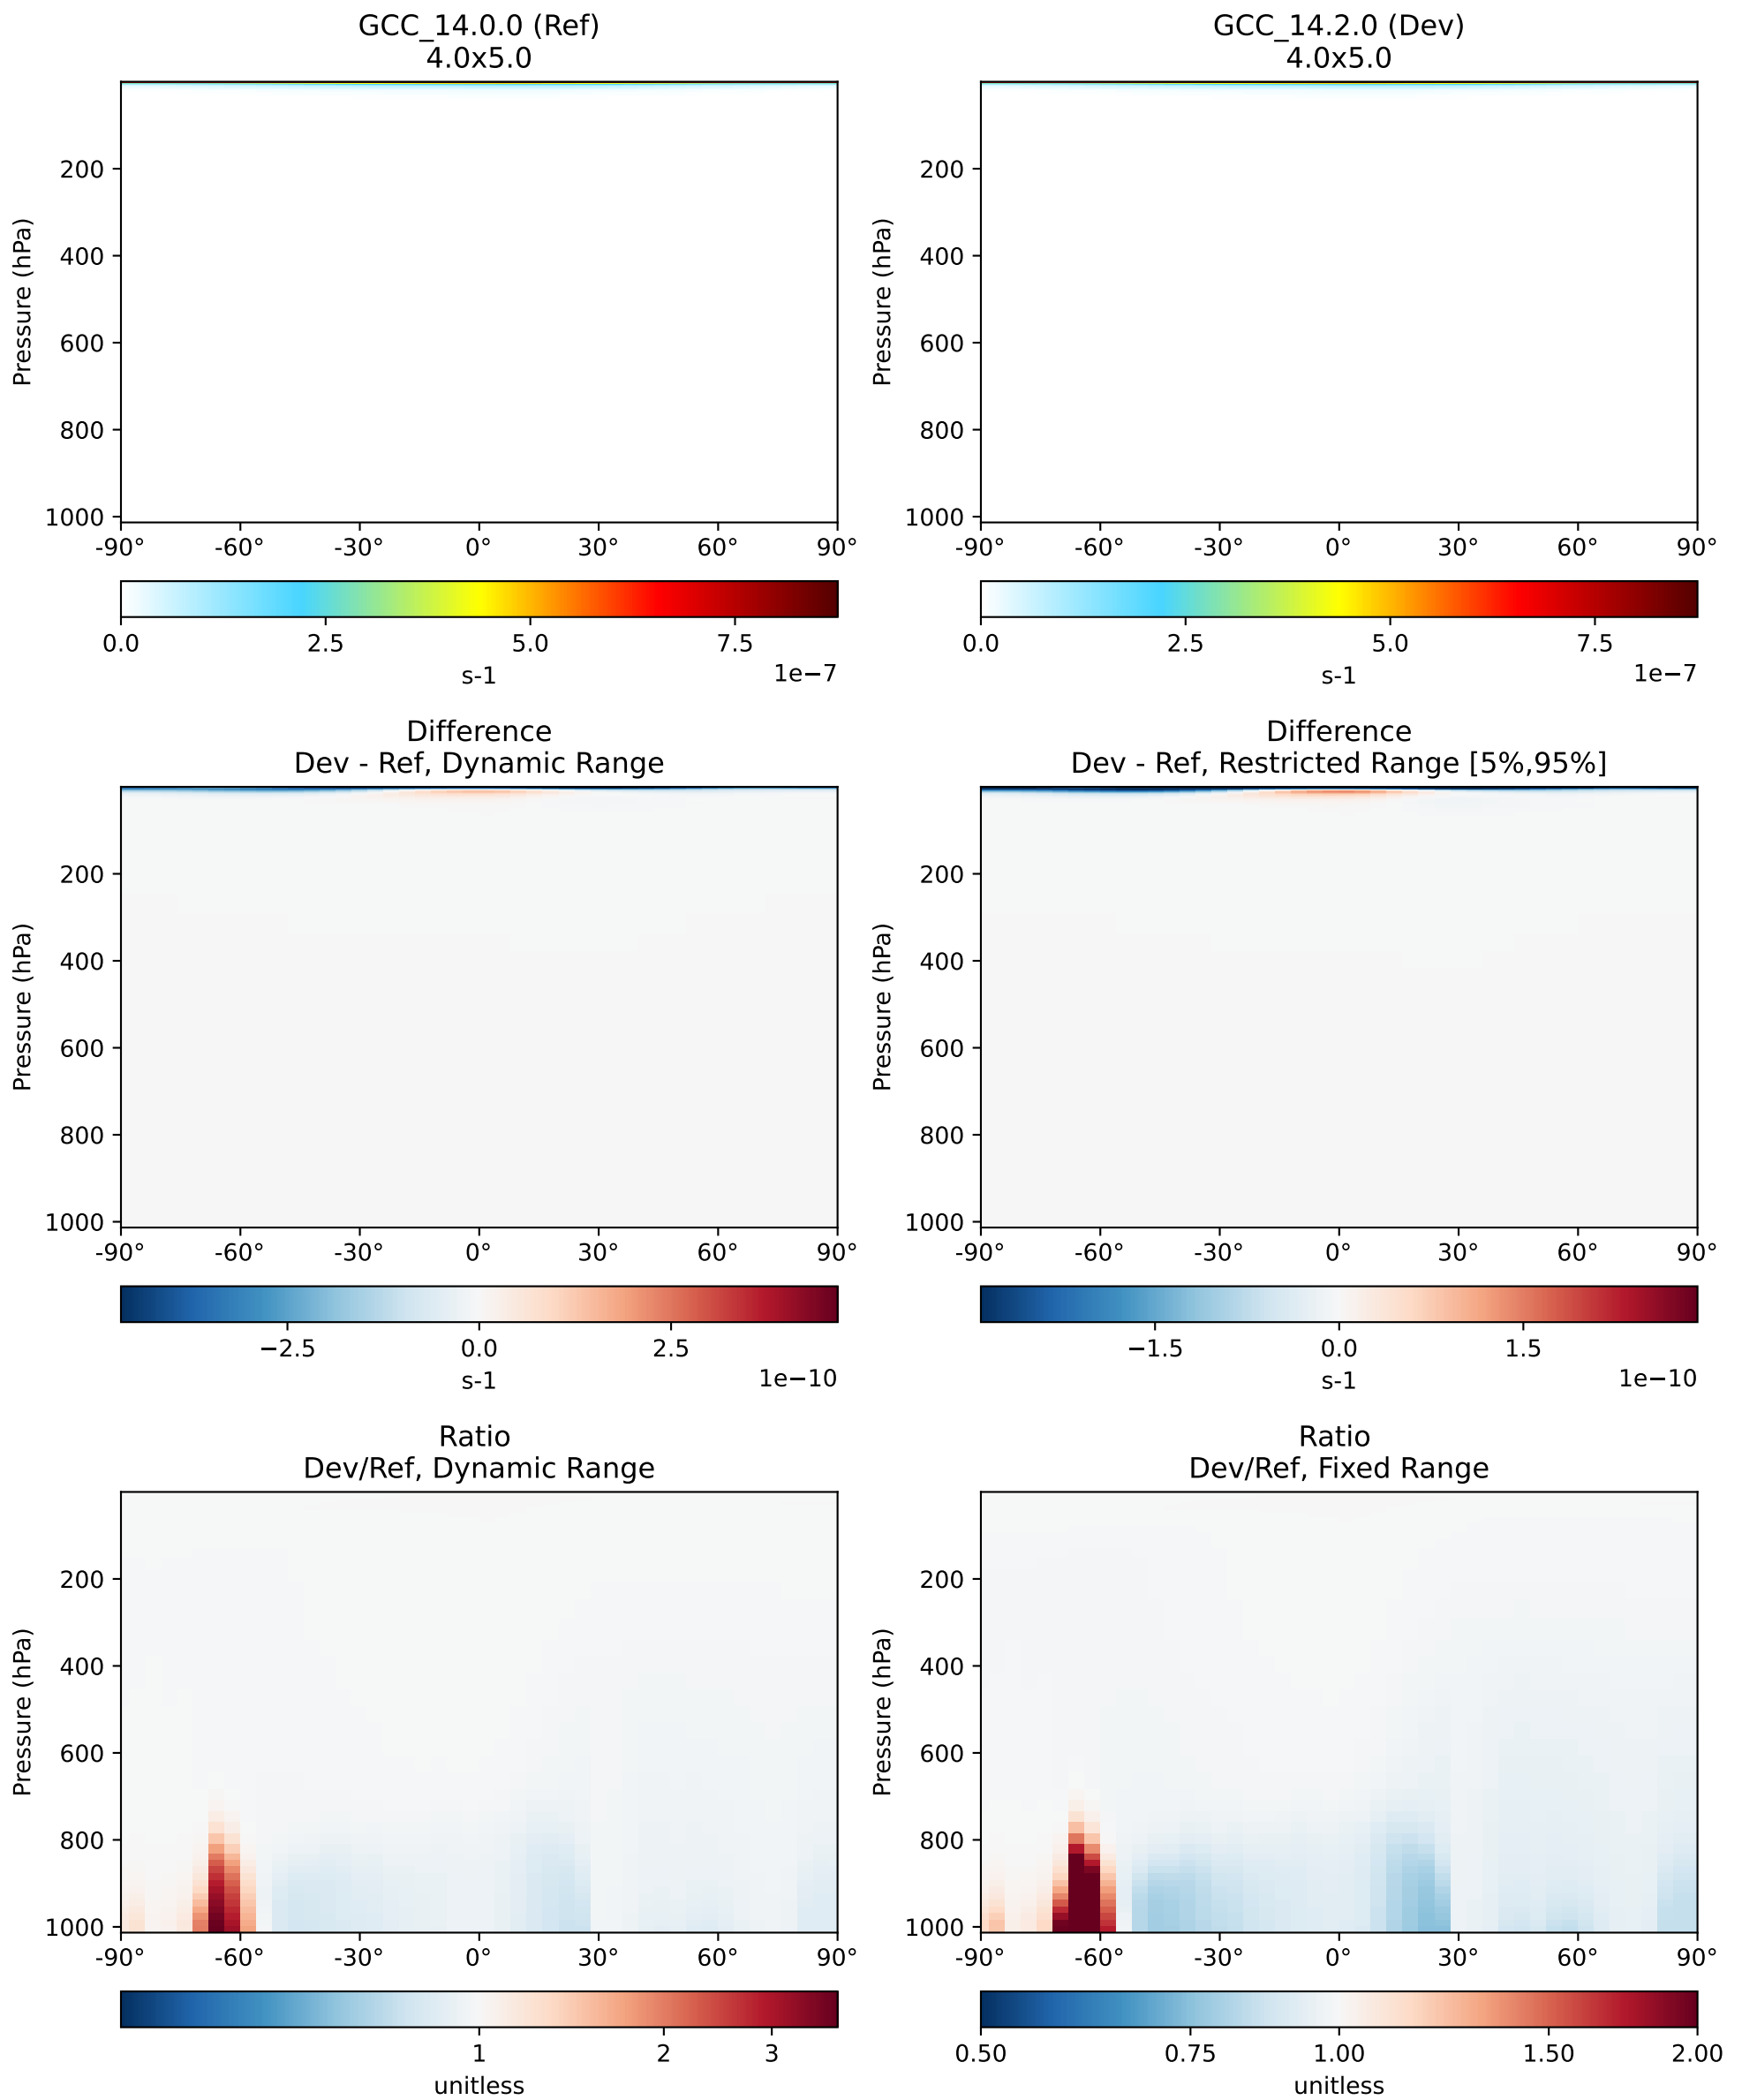 GCC_14.0.0 (Ref)
4.0x5.0
GCC_14.2.0 (Dev)
4.0x5.0
Pressure (hPa)
200
400
600
800
1000
-90° -60° -30° 0° 30° 60° 90°
0.0 2.5 5.0 7.5
s-1
1e−7
Pressure (hPa)
200
400
600
800
1000
-90° -60° -30° 0° 30° 60° 90°
0.0 2.5 5.0 7.5
s-1
1e−7
Difference
Dev - Ref, Dynamic Range
Pressure (hPa)
200
400
600
800
1000
-90° -60° -30° 0° 30° 60° 90°
−2.5 0.0 2.5
s-1
1e−10
Difference
Dev - Ref, Restricted Range [5%,95%]
Pressure (hPa)
200
400
600
800
1000
-90° -60° -30° 0° 30° 60° 90°
−1.5 0.0 1.5
s-1
1e−10
Ratio
Dev/Ref, Dynamic Range
Pressure (hPa)
200
400
600
800
1000
-90° -60° -30° 0° 30° 60° 90°
1 2 3
unitless
Ratio
Dev/Ref, Fixed Range
Pressure (hPa)
200
400
600
800
1000
-90° -60° -30° 0° 30° 60° 90°
0.50 0.75 1.00 1.50 2.00
unitless